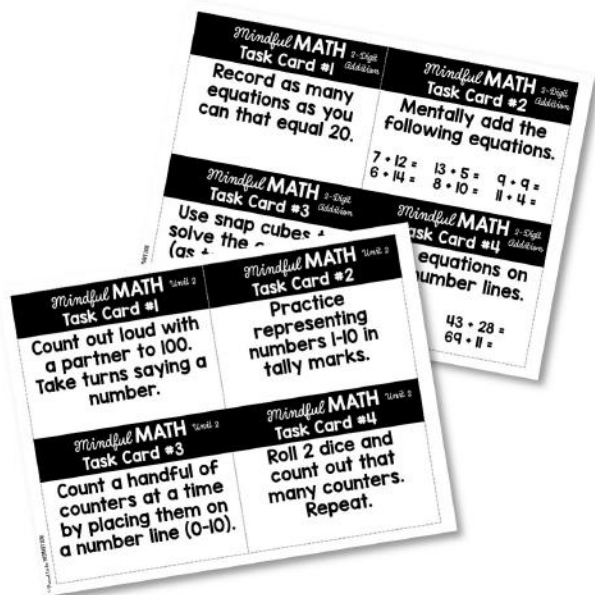 Mindful MATH 2-Digit Addition
Task Card #1
Record as many
equations as you
can that equal 20.
Mindful MATH 2-Digit Addition
Task Card #2
Mentally add the
following equations.
7 + 12 = 13 + 5 = 9 + 9 =
6 + 14 = 8 + 10 = 11 + 4 =
Mindful MATH 2-Digit Addition
Task Card #3
Use snap cubes
solve the
(as
Mindful MATH 2-Digit Addition
Task Card #4
equations on
number lines.
43 + 28 =
69 + 11 =
Mindful MATH Unit 2
Task Card #1
Count out loud with
a partner to 100.
Take turns saying a
number.
Mindful MATH Unit 2
Task Card #2
Practice
representing
numbers 1-10 in
tally marks.
Mindful MATH Unit 2
Task Card #3
Count a handful of
counters at a time
by placing them on
a number line (0-10).
Mindful MATH Unit 2
Task Card #4
Roll 2 dice and
count out that
many counters.
Repeat.